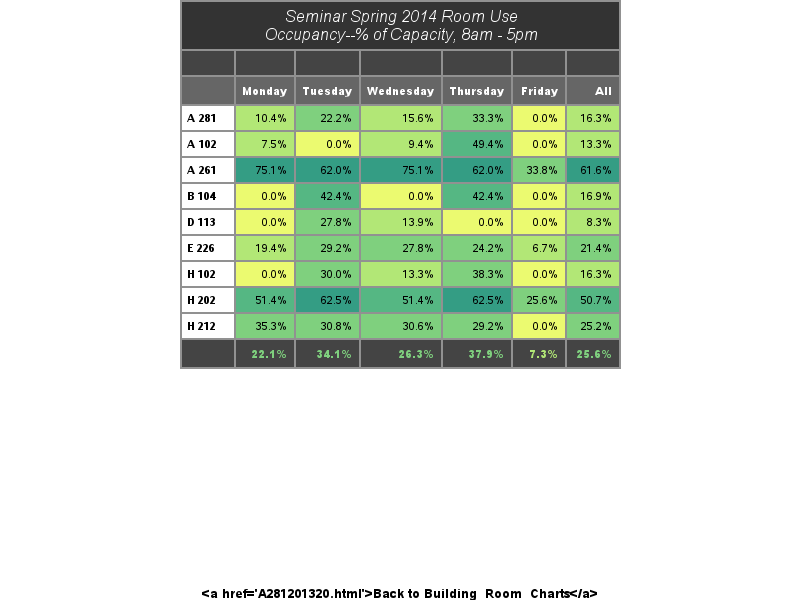 Seminar Spring 2014 Room Use
Occupancy--% of Capacity, 8am - 5pm
Monday Tuesday Wednesday Thursday Friday All
A 281 10.4% 22.2% 15.6% 33.3% 0.0% 16.3%
A 102 7.5% 0.0% 9.4% 49.4% 0.0% 13.3%
A 261 75.1% 62.0% 75.1% 62.0% 33.8% 61.6%
B 104 0.0% 42.4% 0.0% 42.4% 0.0% 16.9%
D 113 0.0% 27.8% 13.9% 0.0% 0.0% 8.3%
E 226 19.4% 29.2% 27.8% 24.2% 6.7% 21.4%
H 102 0.0% 30.0% 13.3% 38.3% 0.0% 16.3%
H 202 51.4% 62.5% 51.4% 62.5% 25.6% 50.7%
H 212 35.3% 30.8% 30.6% 29.2% 0.0% 25.2%
22.1% 34.1% 26.3% 37.9% 7.3% 25.6%
<a href='A281201320.html'>Back to Building_Room_Charts</a>